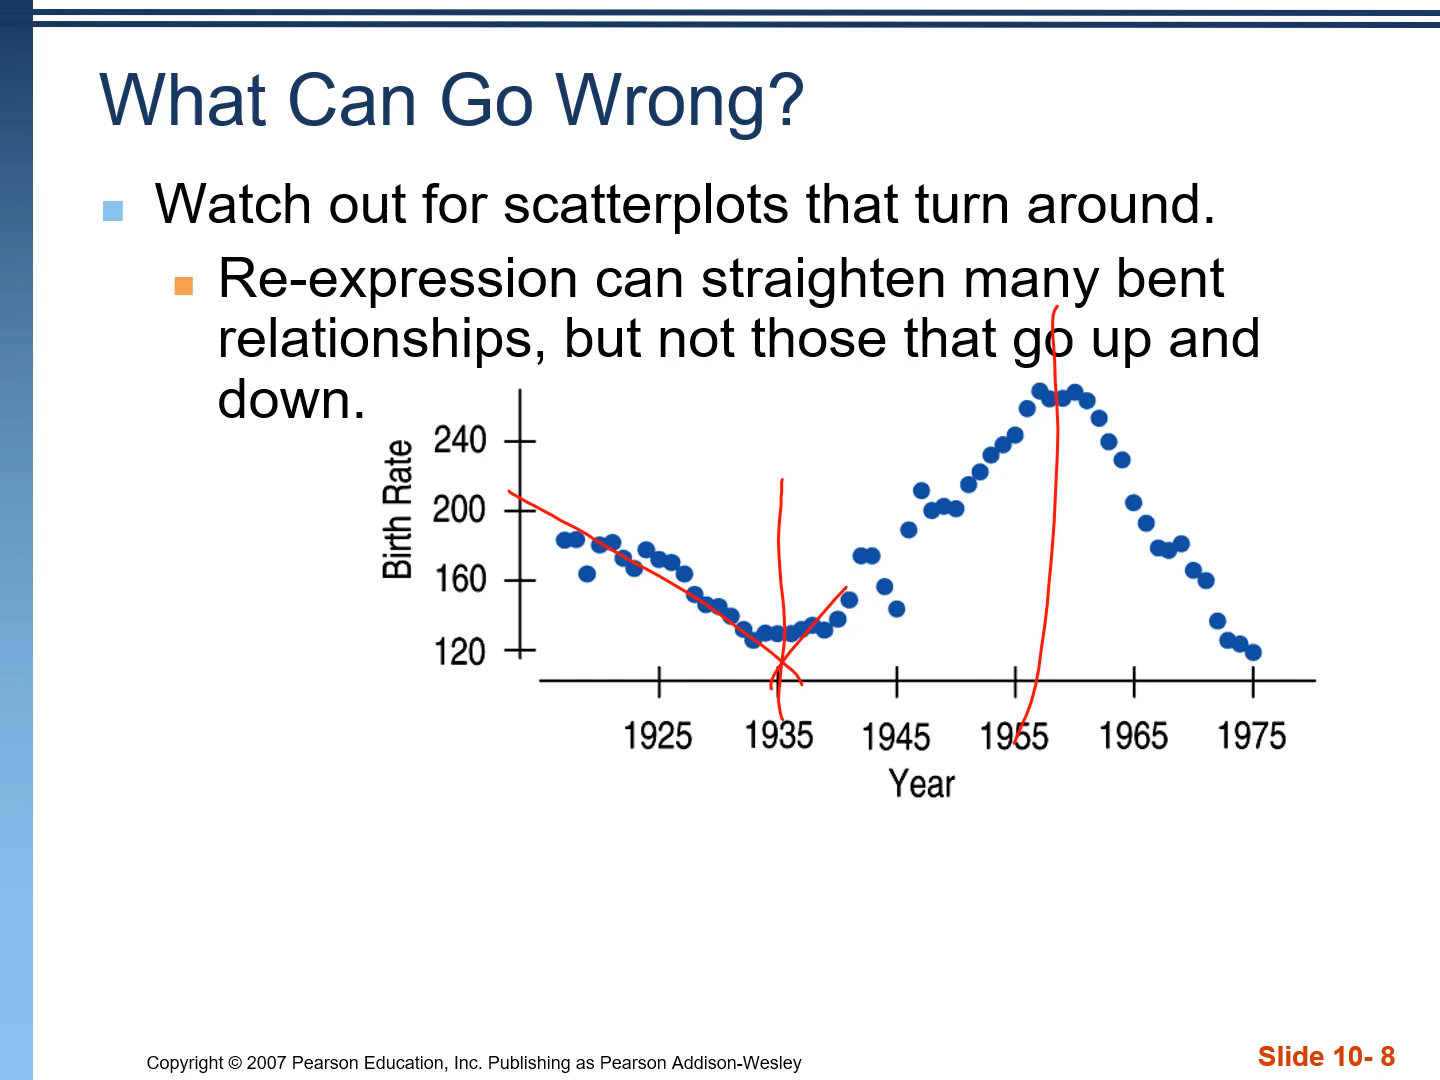 What Can Go Wrong?
Watch out for scatterplots that turn around.
Re-expression can straighten many bent
relationships, but not those that go up and
down.
Birth Rate
240
200
160
120
1925 1935 1945 1955 1965 1975
Year
Copyright © 2007 Pearson Education, Inc. Publishing as Pearson Addison-Wesley
Slide 10- 8